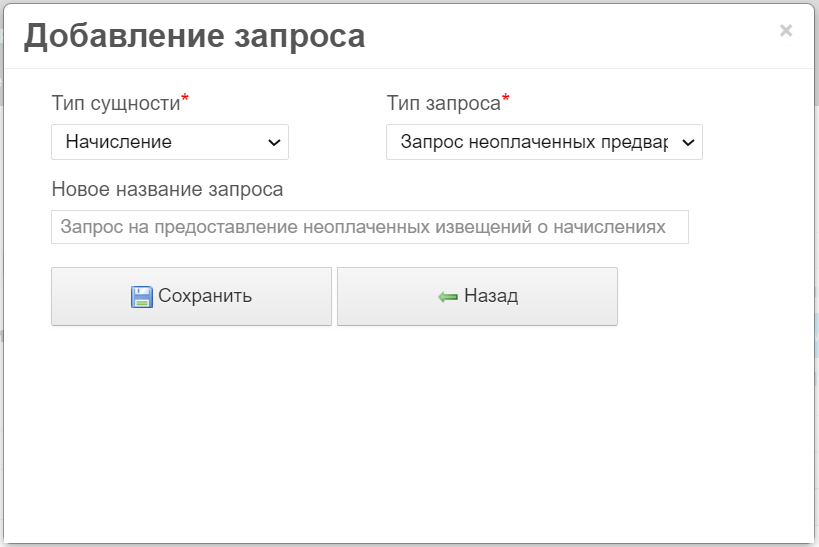 Добавление запроса ×
Тип сущности* Тип запроса*
Начисление Запрос неоплаченных предвар
Новое название запроса
Запрос на предоставление неоплаченных извещений о начислениях
Сохранить Назад